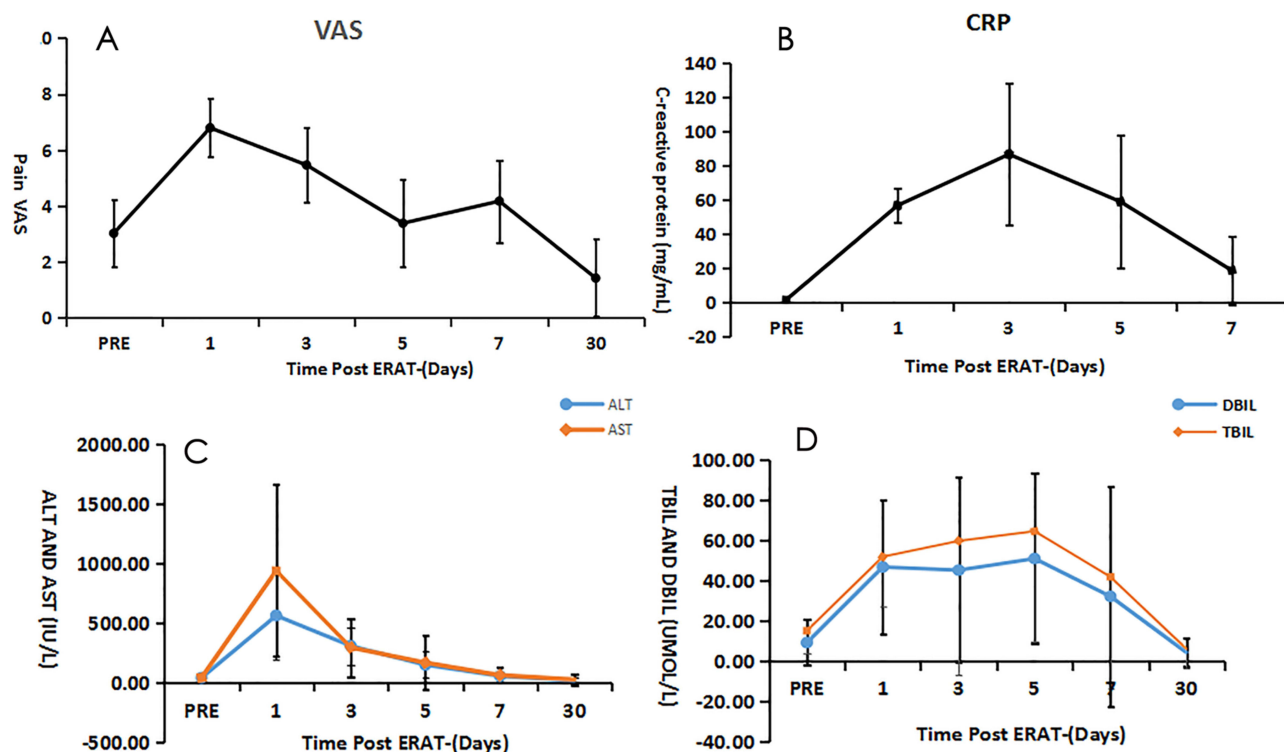 A
VAS
.0
8
6
4
2
0
Pain VAS
PRE 1 3 5 7 30
Time Post ERAT-(Days)
B
CRP
140
120
100
80
60
40
20
0
-20
C-reactive protein (mg/mL)
PRE 1 3 5 7
Time Post ERAT-(Days)
C
ALT
AST
2000.00
1500.00
1000.00
500.00
0.00
-500.00
ALT AND AST (IU/L)
PRE 1 3 5 7 30
Time Post ERAT-(Days)
D
DBIL
TBIL
100.00
80.00
60.00
40.00
20.00
0.00
-20.00
-40.00
TBIL AND DBIL (UMOL/L)
PRE 1 3 5 7 30
Time Post ERAT-(Days)